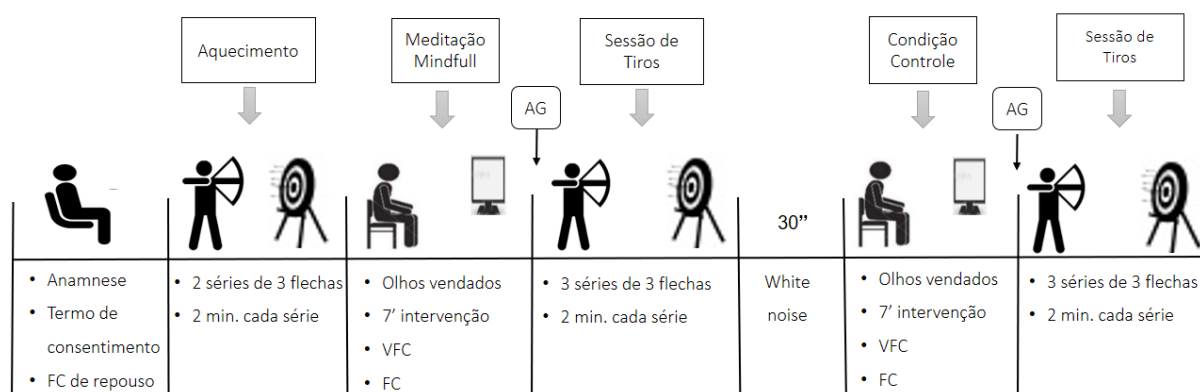 Aquecimento
Meditação
Mindfull
AG
Sessão de
Tiros
Condição
Controle
AG
Sessão de
Tiros
30’’
• Anamnese
• Termo de
consentimento
• FC de repouso
• 2 séries de 3 flechas
• 2 min. cada série
• Olhos vendados
• 7’ intervenção
• VFC
• FC
• 3 séries de 3 flechas
• 2 min. cada série
White
noise
• Olhos vendados
• 7’ intervenção
• VFC
• FC
• 3 séries de 3 flechas
• 2 min. cada série